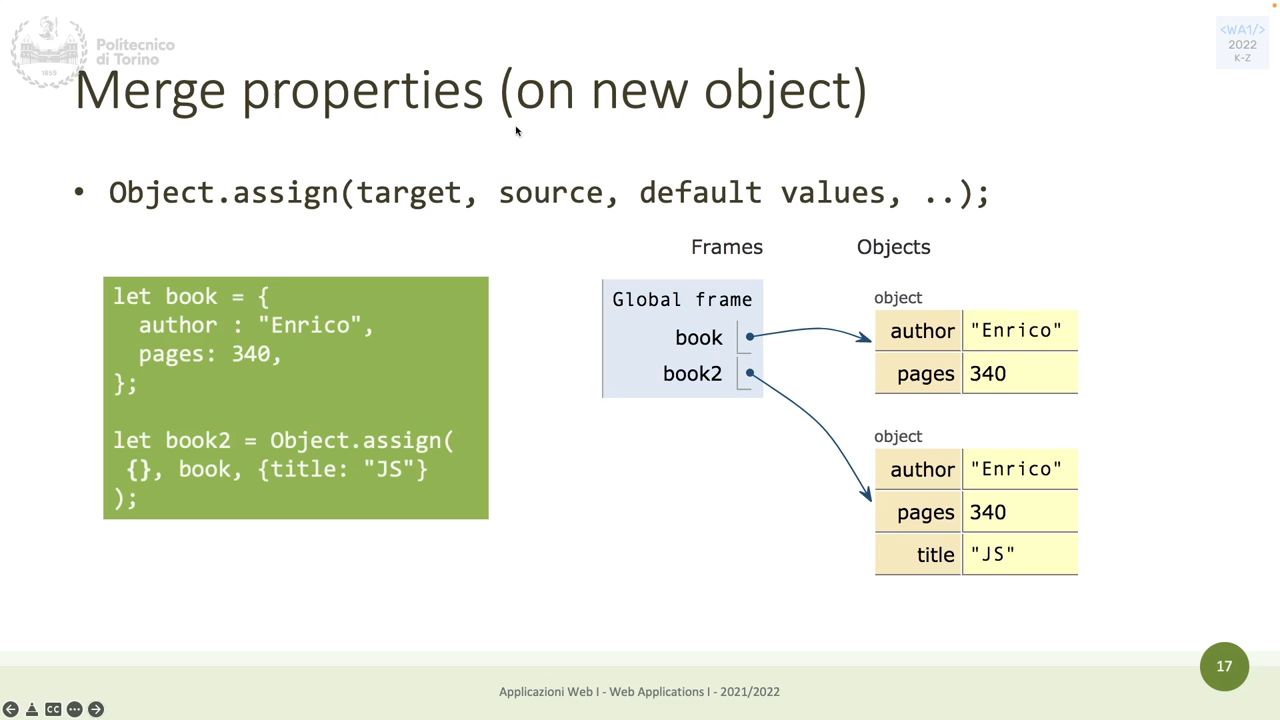 Politecnico
di Torino
1859
<WA1/>
2022
K-Z
Merge properties (on new object)
• Object.assign(target, source, default values, ..);
let book = {
author : "Enrico",
pages: 340,
};
let book2 = Object.assign(
{}, book, {title: "JS"}
);
Frames
Objects
Global frame
book
book2
object
author "Enrico"
pages 340
object
author "Enrico"
pages 340
title "JS"
17
Applicazioni Web I - Web Applications I - 2021/2022
CC